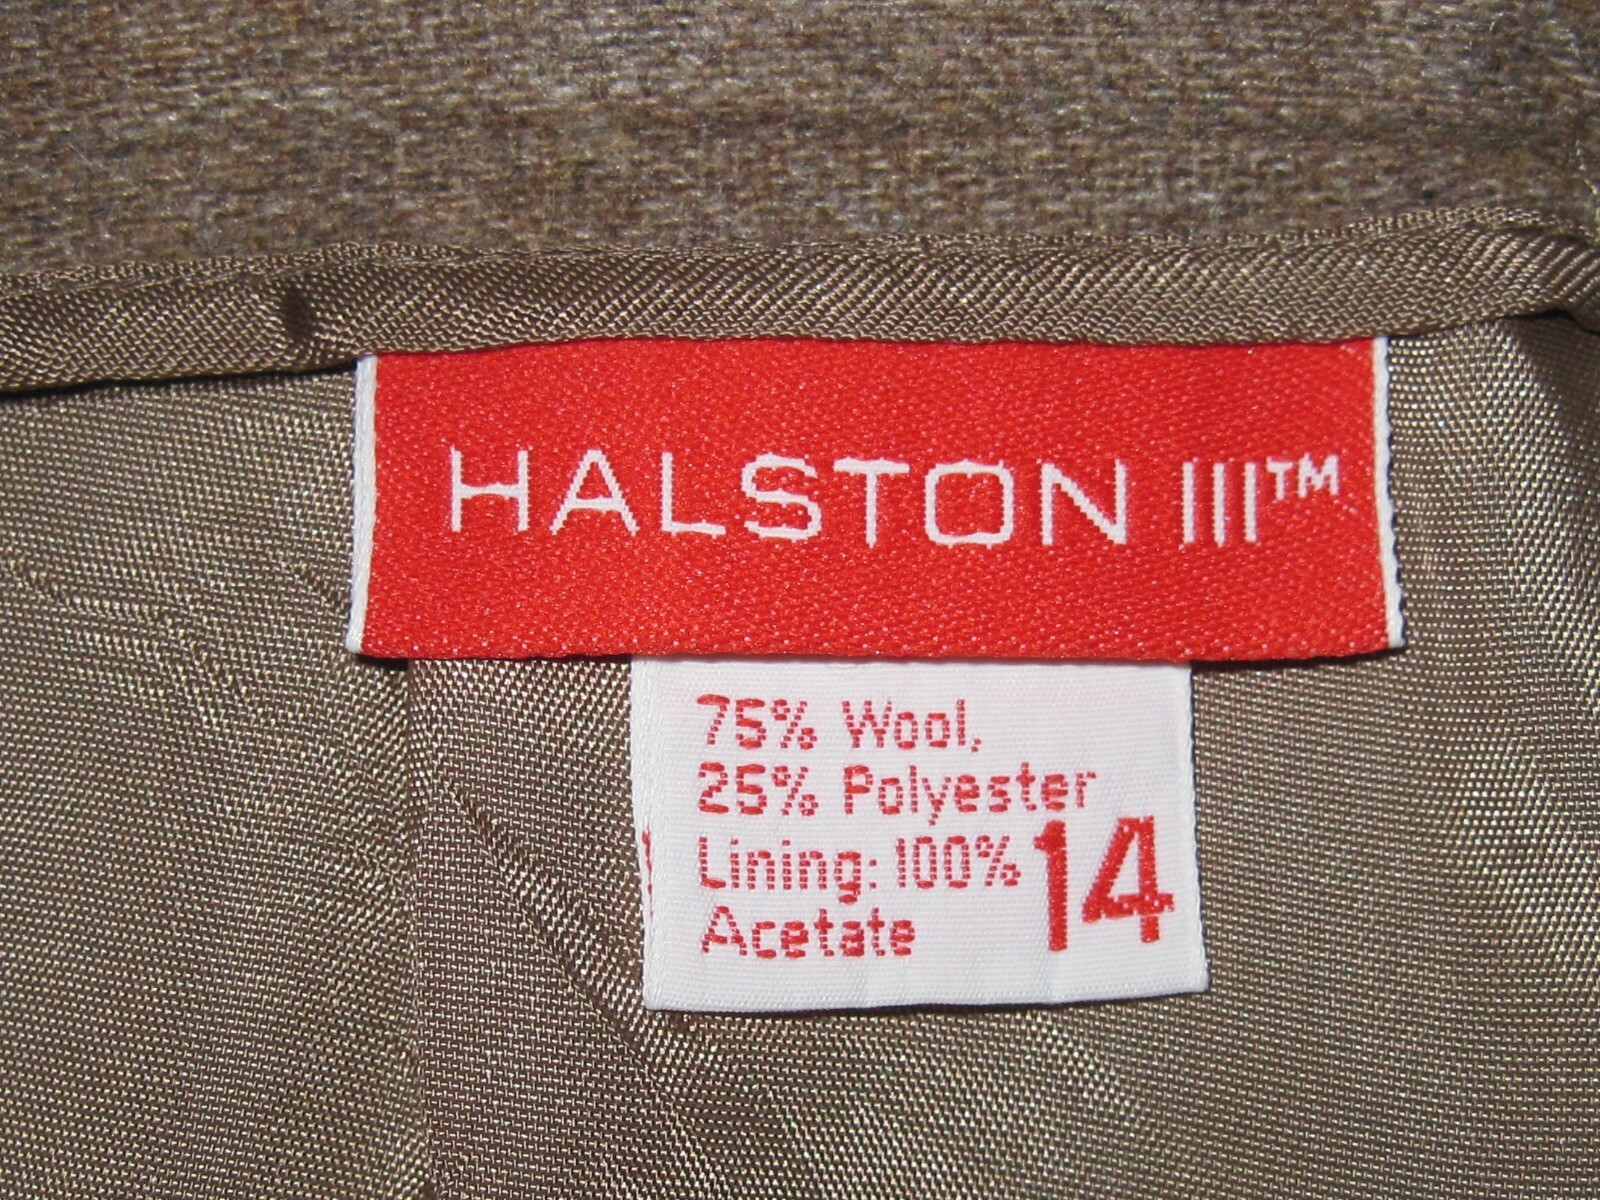 HALSTON III™
75% Wool,
25% Polyester
Lining: 100%
Acetate
14